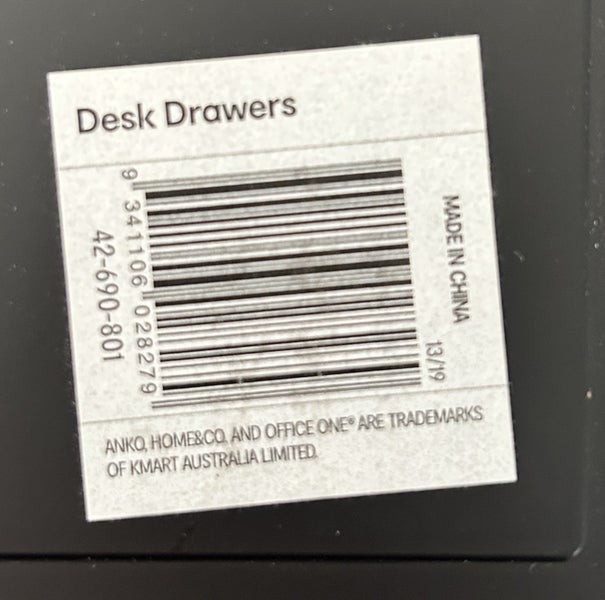 Desk Drawers
9 341106 028279
42-690-801
MADE IN CHINA
13/19
ANKO, HOME&CO. AND OFFICE ONE® ARE TRADEMARKS
OF KMART AUSTRALIA LIMITED.